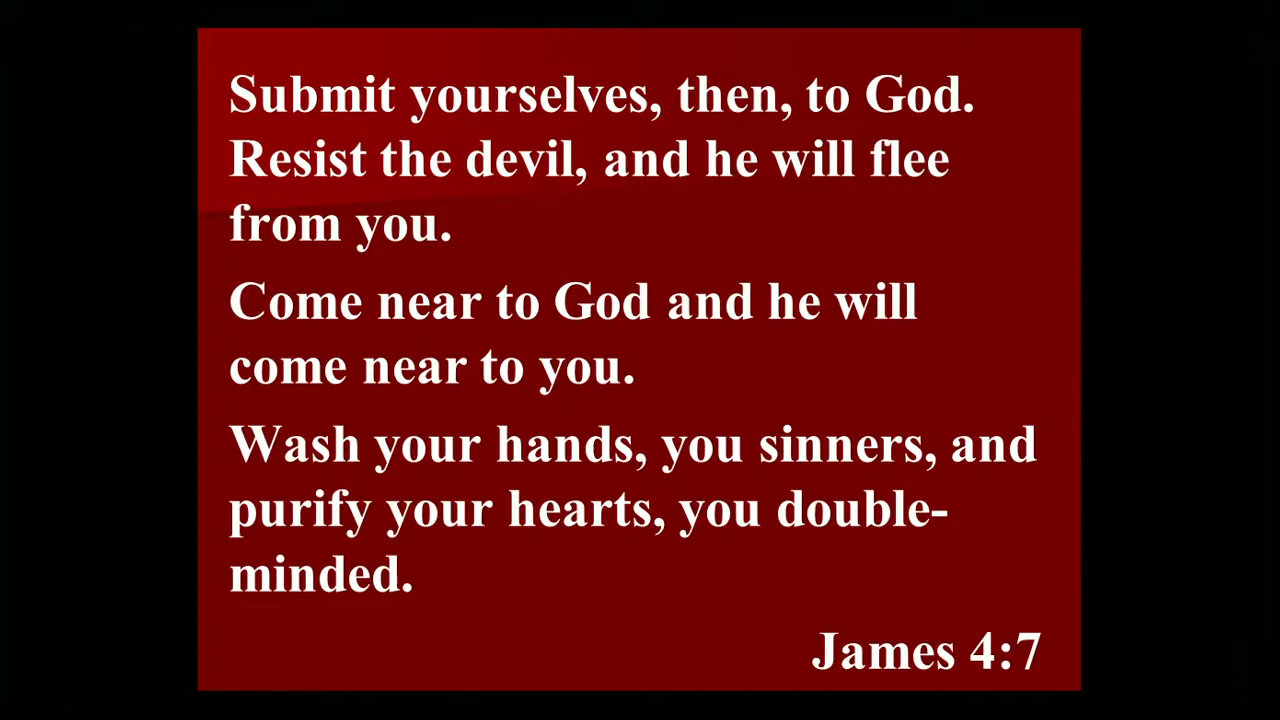 Submit yourselves, then, to God.
Resist the devil, and he will flee
from you.
Come near to God and he will
come near to you.
Wash your hands, you sinners, and
purify your hearts, you double-
minded.
James 4:7